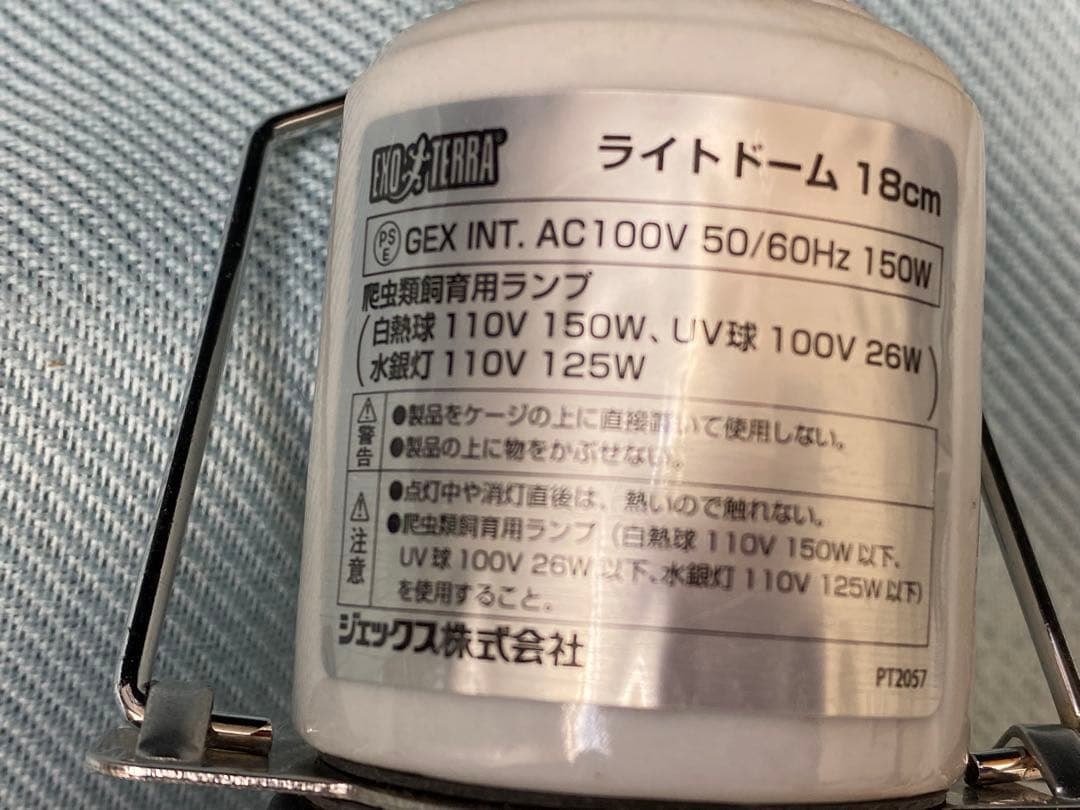 EXO TERRA® ライトドーム 18cm
PSE GEX INT. AC100V 50/60Hz 150W
爬虫類飼育用ランプ
(白熱球 110V 150W、UV球 100V 26W
水銀灯 110V 125W)
⚠警告
●製品をケージの上に直接置いて使用しない。
●製品の上に物をかぶせない。
⚠注意
●点灯中や消灯直後は、熱いので触れない。
●爬虫類飼育用ランプ(白熱球 110V 150W以下、
UV球 100V 26W 以下、水銀灯 110V 125W以下)
を使用すること。
ジェックス株式会社
PT2057